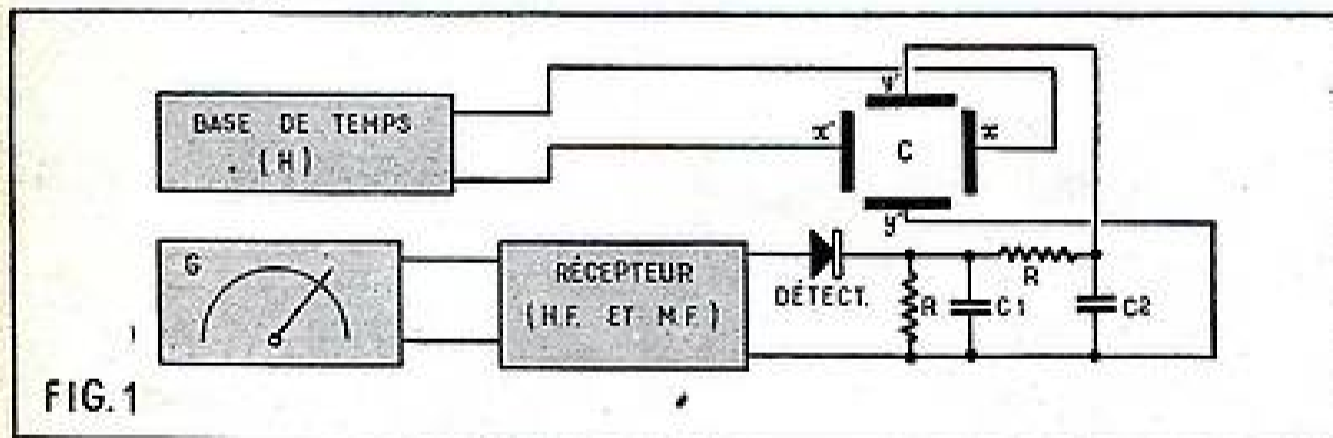 BASE DE TEMPS
. (H)
y'
x'
x
C
y
G
RÉCEPTEUR
(H.F. ET M.F.)
DÉTECT.
R
C1
R
C2
FIG.1